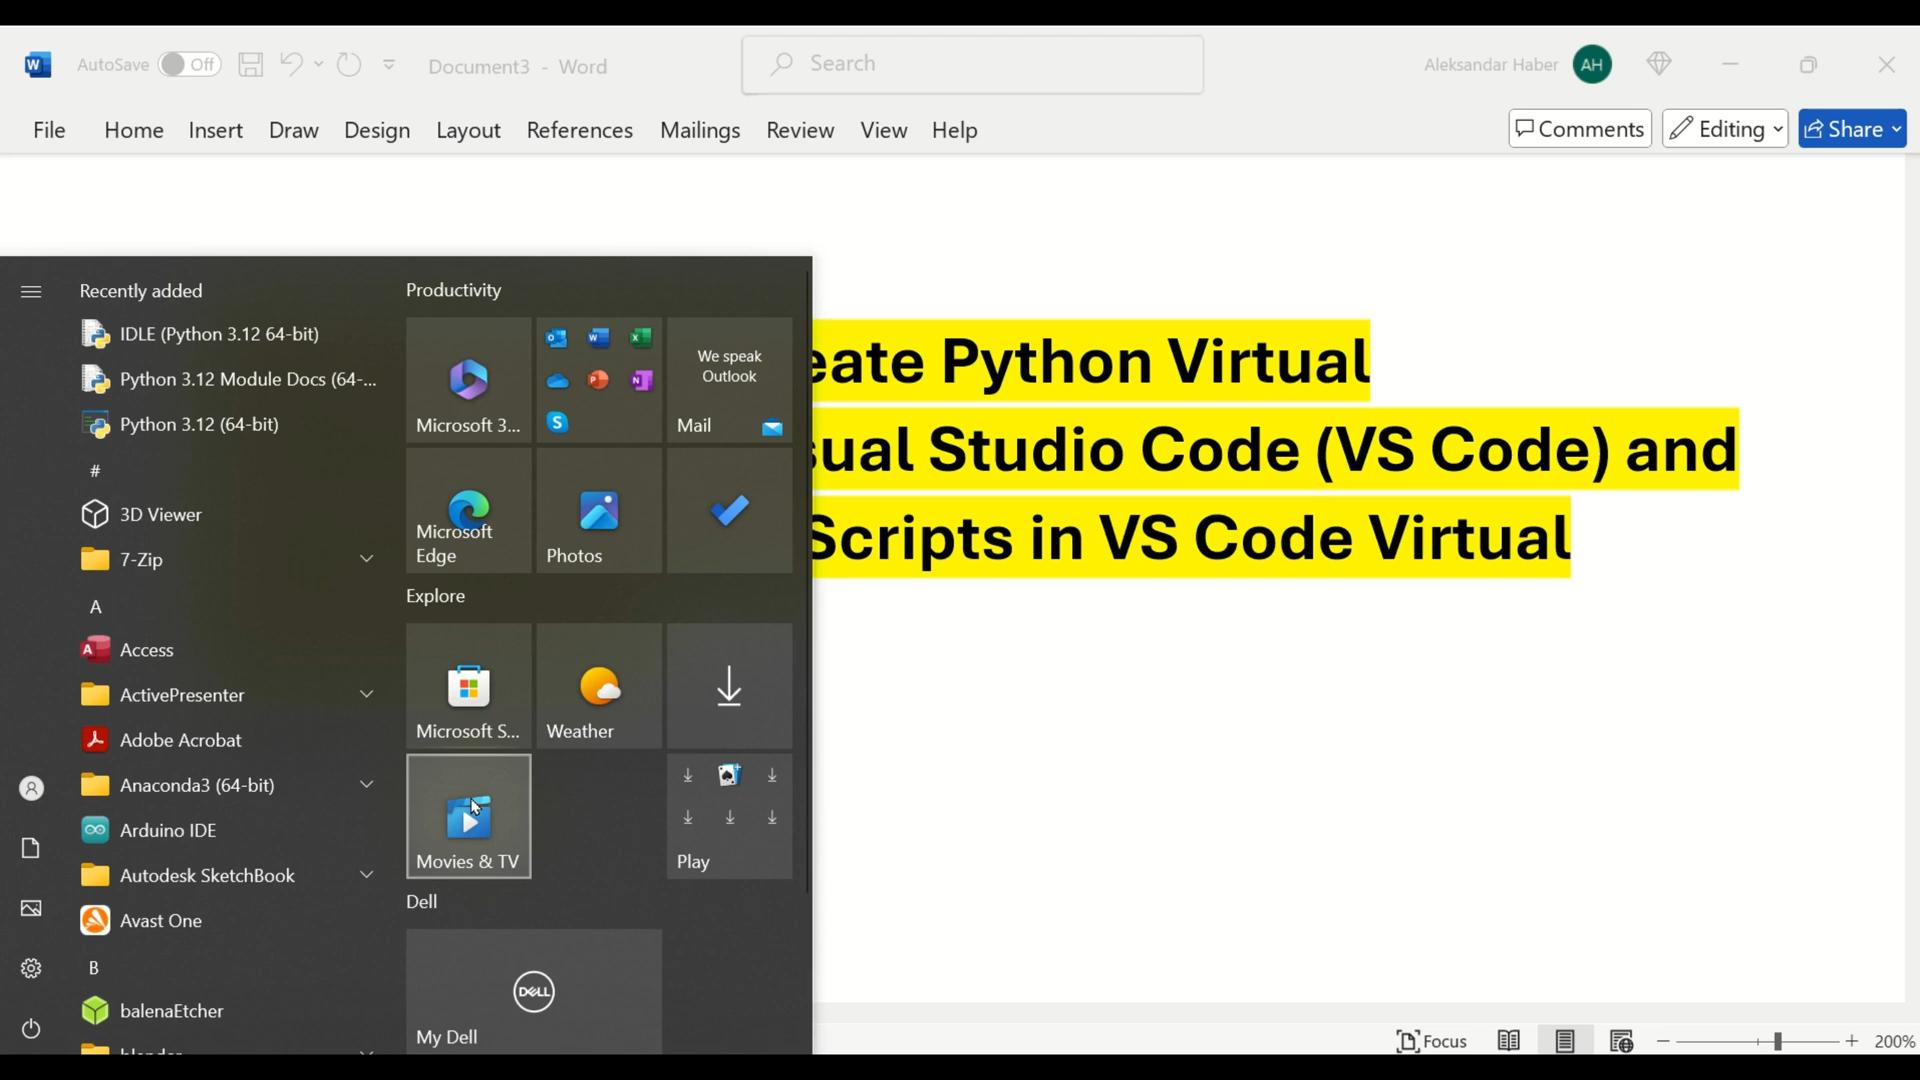 AutoSave Off Document3 - Word Search Aleksandar Haber AH
File Home Insert Draw Design Layout References Mailings Review View Help Comments Editing Share
Recently added
IDLE (Python 3.12 64-bit)
Python 3.12 Module Docs (64-...
Python 3.12 (64-bit)
#
3D Viewer
7-Zip
A
Access
ActivePresenter
Adobe Acrobat
Anaconda3 (64-bit)
Arduino IDE
Autodesk SketchBook
Avast One
B
balenaEtcher
Productivity
Microsoft 3...
We speak
Outlook
Mail
Microsoft
Edge
Photos
Explore
Microsoft S...
Weather
Movies & TV
Play
Dell
DELL
My Dell
eate Python Virtual
sual Studio Code (VS Code) and
Scripts in VS Code Virtual
Focus 200%